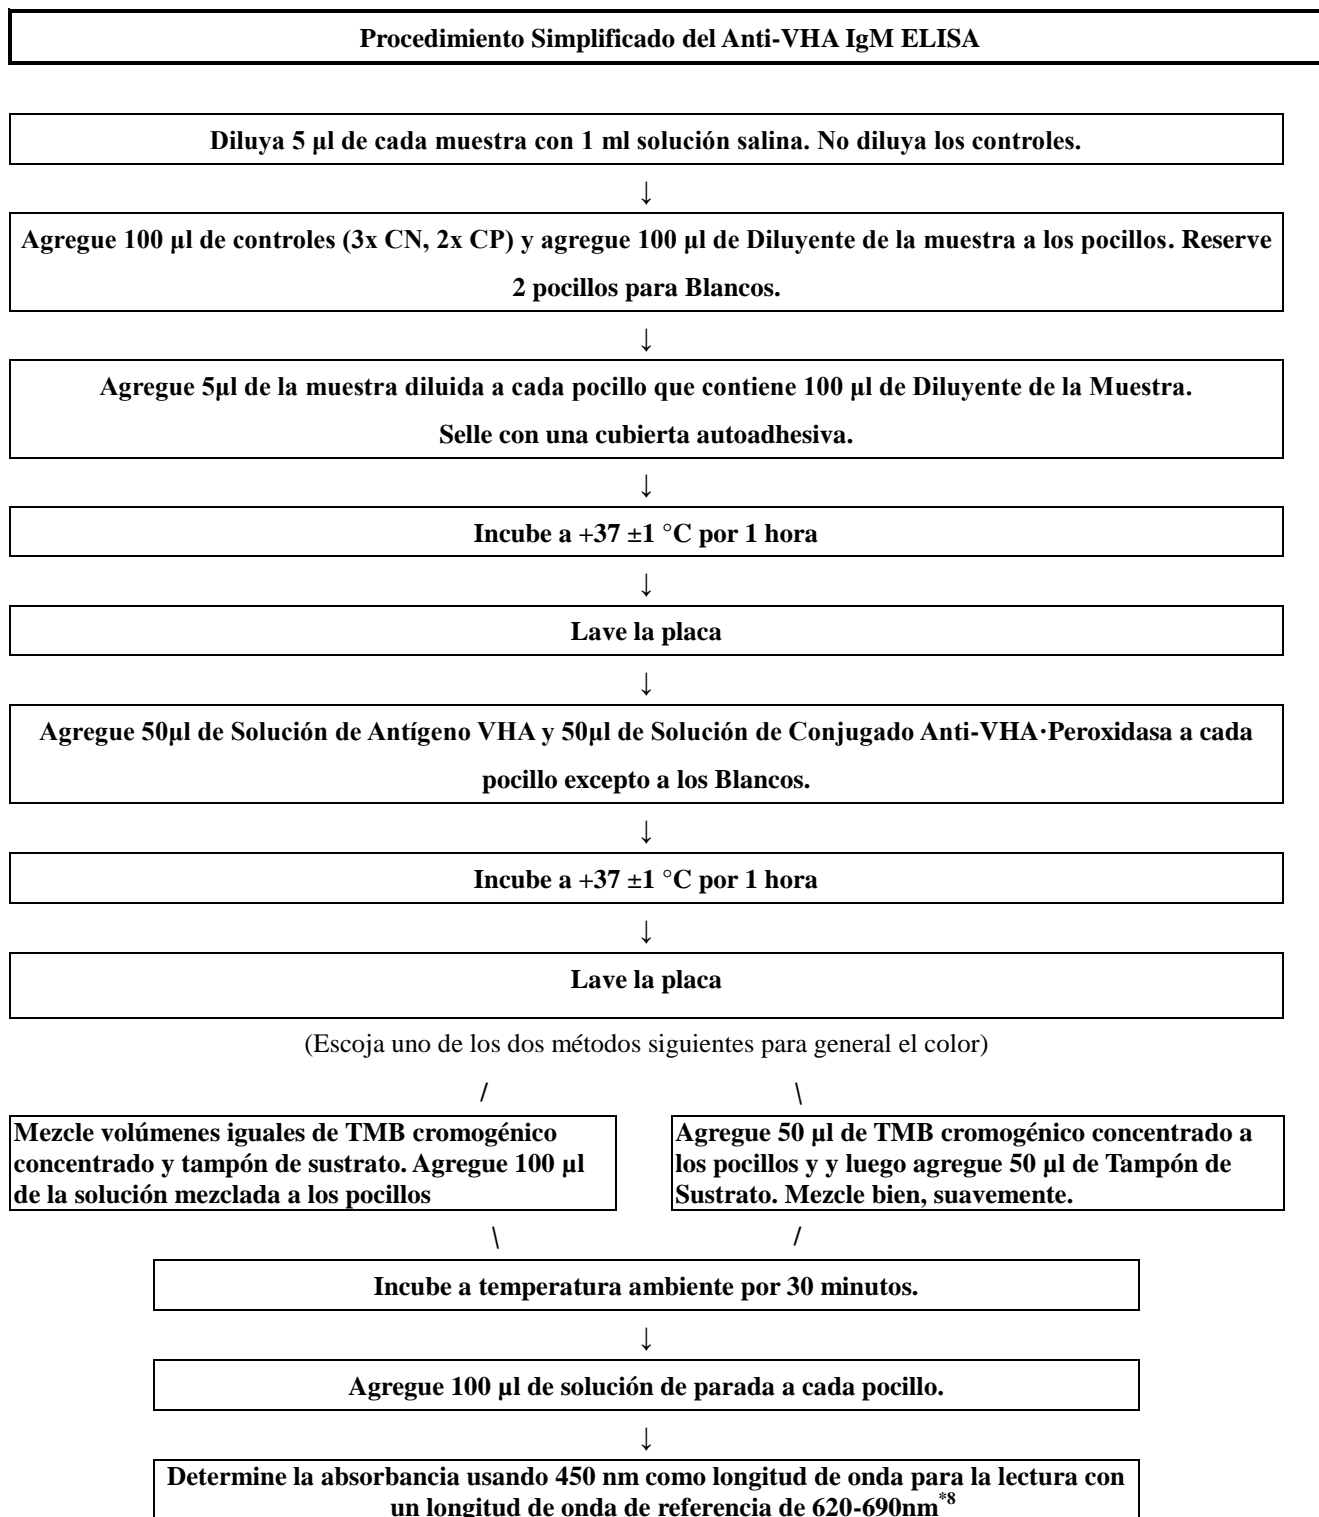 Procedimiento Simplificado del Anti-VHA IgM ELISA
Diluya 5 μl de cada muestra con 1 ml solución salina. No diluya los controles.
↓
Agregue 100 μl de controles (3x CN, 2x CP) y agregue 100 μl de Diluyente de la muestra a los pocillos. Reserve
2 pocillos para Blancos.
↓
Agregue 5μl de la muestra diluida a cada pocillo que contiene 100 μl de Diluyente de la Muestra.
Selle con una cubierta autoadhesiva.
↓
Incube a +37 ±1 °C por 1 hora
↓
Lave la placa
↓
Agregue 50μl de Solución de Antígeno VHA y 50μl de Solución de Conjugado Anti-VHA·Peroxidasa a cada
pocillo excepto a los Blancos.
↓
Incube a +37 ±1 °C por 1 hora
↓
Lave la placa
(Escoja uno de los dos métodos siguientes para general el color)
/ \
Mezcle volúmenes iguales de TMB cromogénico
concentrado y tampón de sustrato. Agregue 100 μl
de la solución mezclada a los pocillos
Agregue 50 μl de TMB cromogénico concentrado a
los pocillos y y luego agregue 50 μl de Tampón de
Sustrato. Mezcle bien, suavemente.
\ /
Incube a temperatura ambiente por 30 minutos.
↓
Agregue 100 μl de solución de parada a cada pocillo.
↓
Determine la absorbancia usando 450 nm como longitud de onda para la lectura con
un longitud de onda de referencia de 620-690nm*8